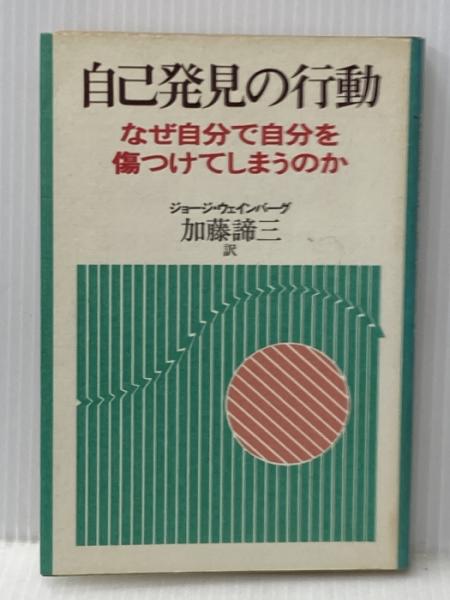 自己発見の行動
なぜ自分で自分を
傷つけてしまうのか
ジョージ・ウェインバーグ
加藤諦三
訳